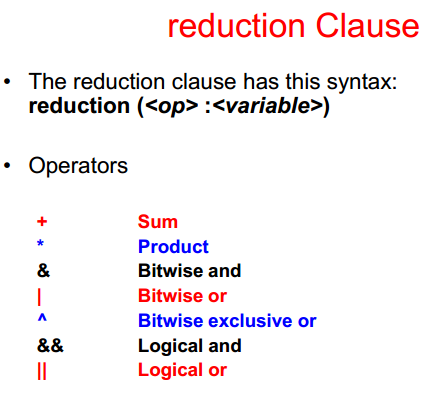 reduction Clause
• The reduction clause has this syntax:
reduction (<op> :<variable>)
• Operators
+ Sum
* Product
& Bitwise and
| Bitwise or
^ Bitwise exclusive or
&& Logical and
|| Logical or